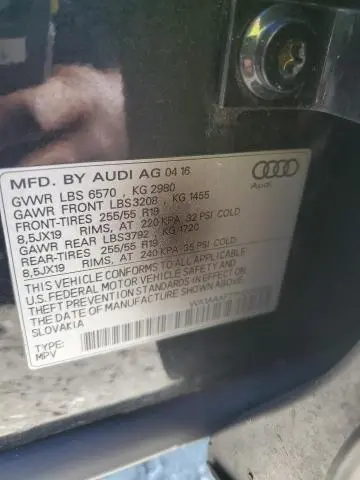 MFD. BY AUDI AG 04 16
GVWR LBS 6570 , KG 2980
GAWR FRONT LBS3208 , KG 1455
FRONT-TIRES 255/55 R19
8,5JX19 RIMS, AT 220 KPA 32 PSI COLD
GAWR REAR LBS3792 , KG 1720
REAR-TIRES 255/55 R19
8,5JX19 RIMS, AT 240 KPA 35 PSI COLD
THIS VEHICLE CONFORMS TO ALL APPLICABLE
U.S. FEDERAL MOTOR VEHICLE SAFETY AND
THEFT PREVENTION STANDARDS IN EFFECT ON
THE DATE OF MANUFACTURE SHOWN ABOVE.
SLOVAKIA
TYPE:
MPV
Audi